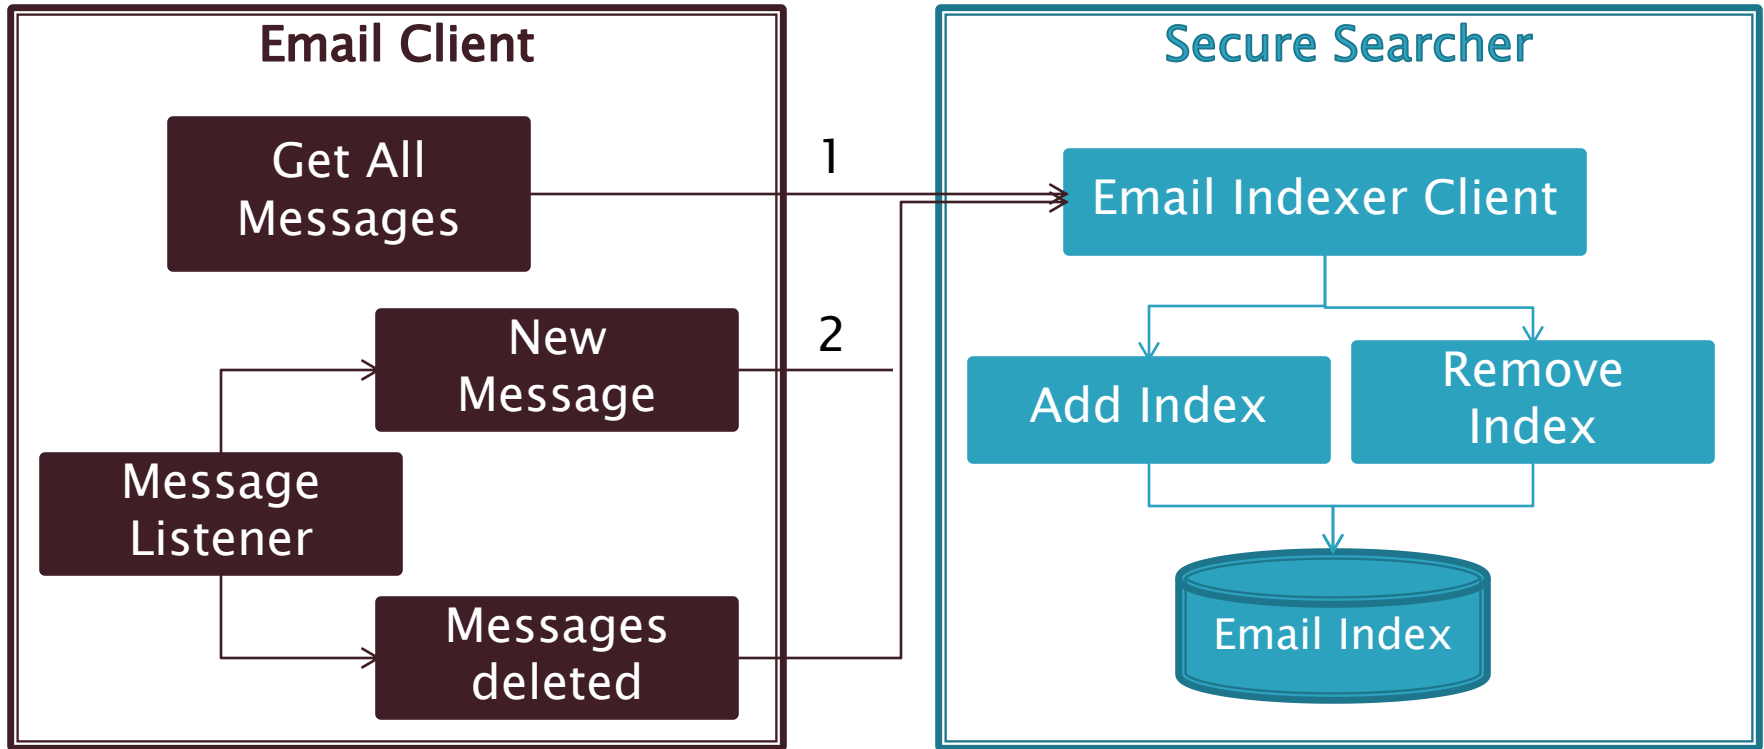 Email Client
Get All
Messages
1
New
Message
2
Message
Listener
Messages
deleted
Secure Searcher
Email Indexer Client
Add Index
Remove
Index
Email Index